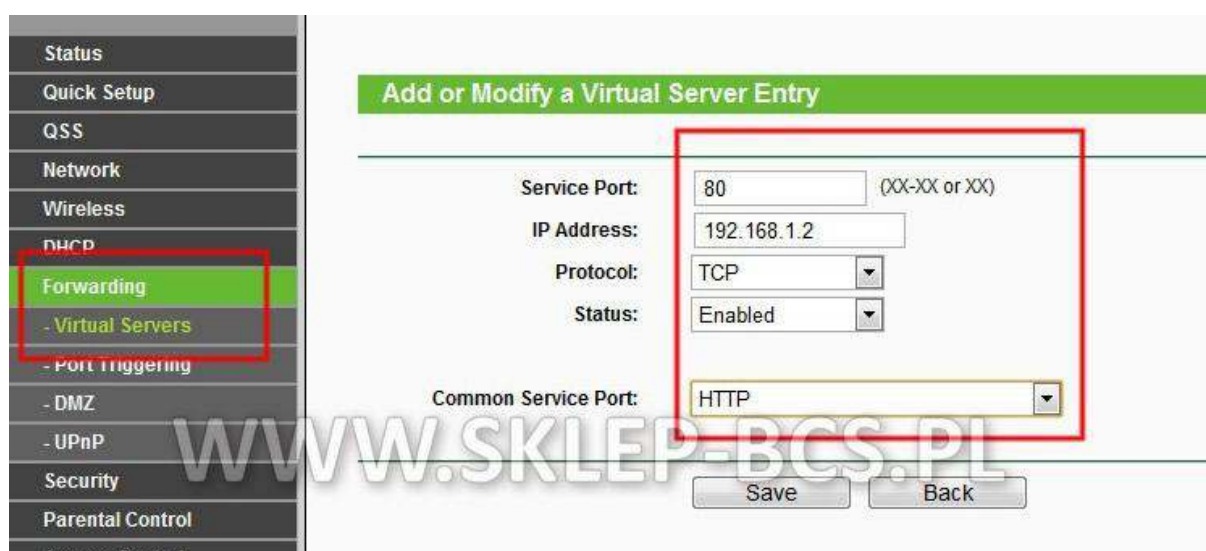 Status
Quick Setup
QSS
Network
Wireless
DHCP
Forwarding
- Virtual Servers
- Port Triggering
- DMZ
- UPnP
Security
Parental Control
Add or Modify a Virtual Server Entry
Service Port: 80 (XX-XX or XX)
IP Address: 192.168.1.2
Protocol: TCP
Status: Enabled
Common Service Port: HTTP
WWW.SKLEP-BCS.PL
Save Back